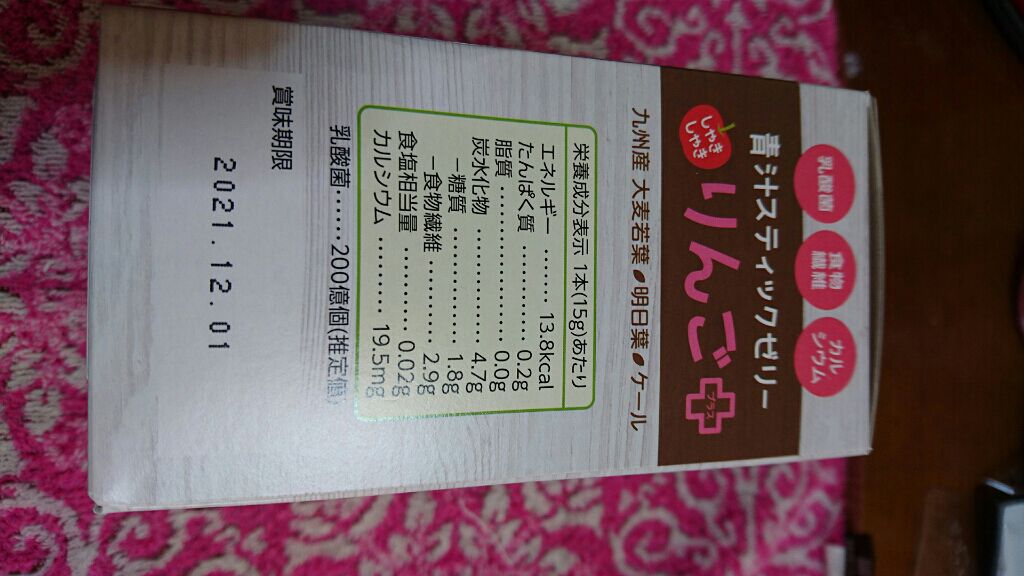 乳酸菌
食物
繊維
カル
シウム
青汁スティックゼリー
しゃき
しゃき
りんご
プラス
九州産 大麦若葉 明日葉 ケール
栄養成分表示 1本(15g)あたり
エネルギー …… 13.8kcal
たんぱく質 ………… 0.2g
脂質 ……………… 0.0g
炭水化物 ………… 4.7g
−糖質 …………… 1.8g
−食物繊維 ……… 2.9g
食塩相当量 ……… 0.02g
カルシウム ……… 19.5mg
乳酸菌 …… 200億個(推定値)
賞味期限
2021.12.01